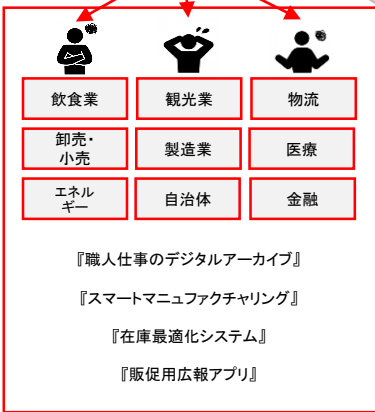 飲食業
観光業
物流
卸売・
小売
製造業
医療
エネル
ギー
自治体
金融
『職人仕事のデジタルアーカイブ』
『スマートマニュファクチャリング』
『在庫最適化システム』
『販促用広報アプリ』